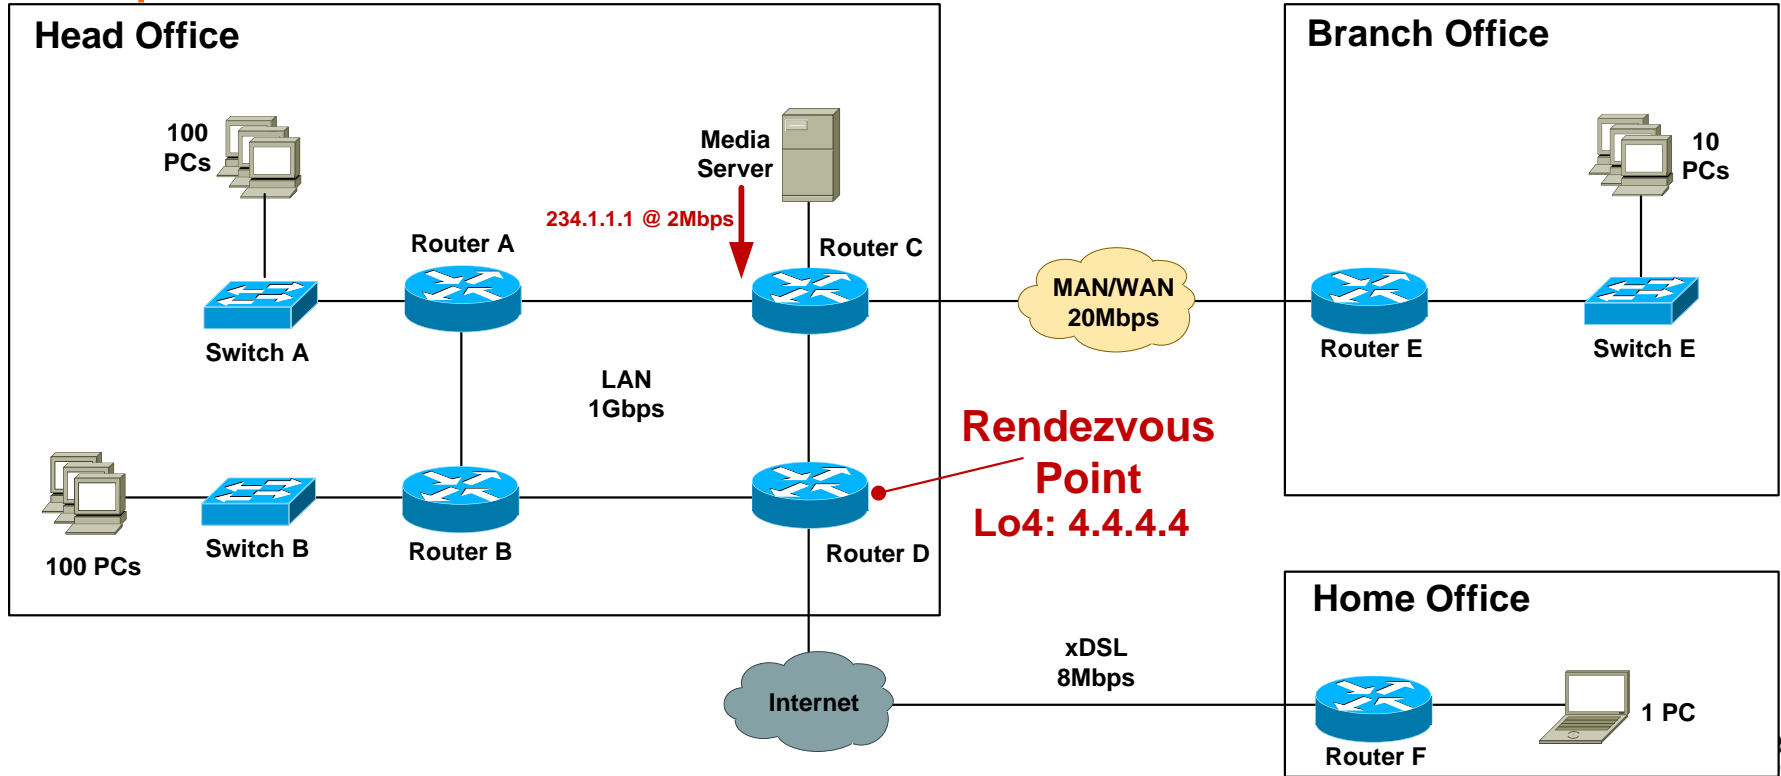 Head Office
Branch Office
100
PCs
Media
Server
10
PCs
234.1.1.1 @ 2Mbps
Router A
Router C
MAN/WAN
20Mbps
Switch A
Router E
Switch E
LAN
1Gbps
Rendezvous
Point
Lo4: 4.4.4.4
100 PCs
Switch B
Router B
Router D
Home Office
xDSL
8Mbps
Internet
1 PC
Router F